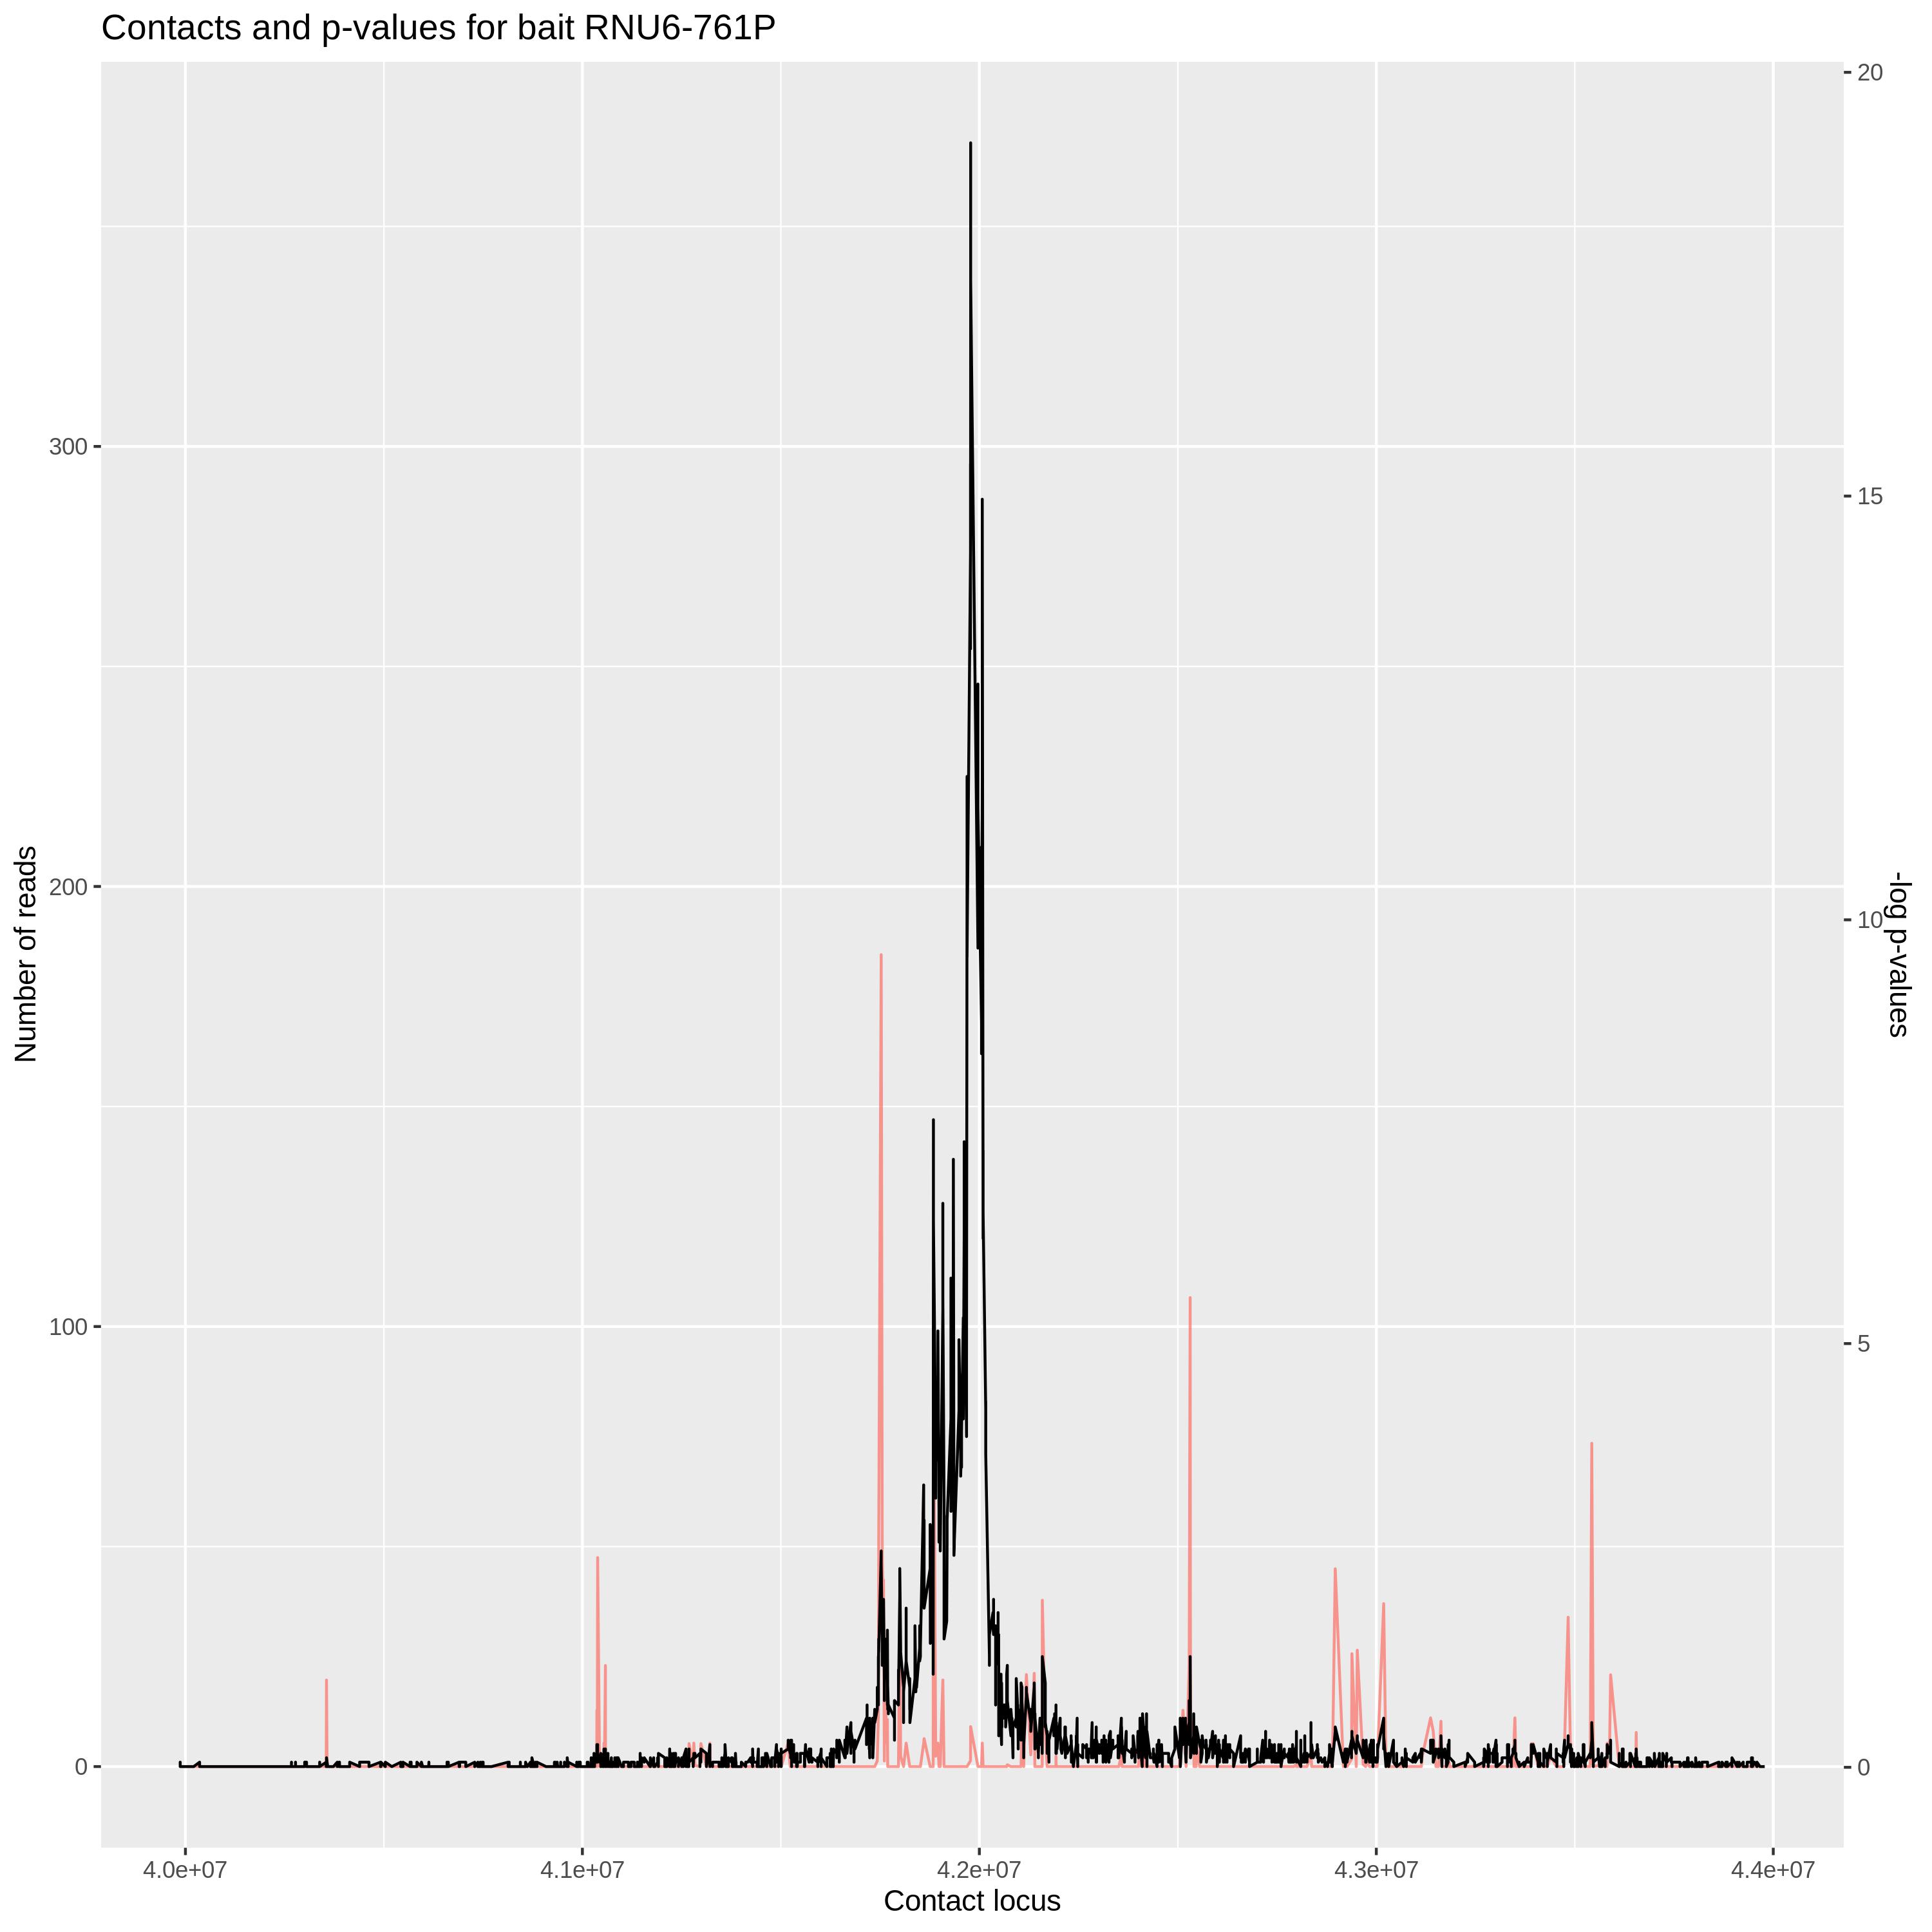 Contacts and p-values for bait RNU6-761P
20
300
15
Number of reads
200
10
-log p-values
100
5
0
0
4.0e+07
4.1e+07
4.2e+07
4.3e+07
4.4e+07
Contact locus